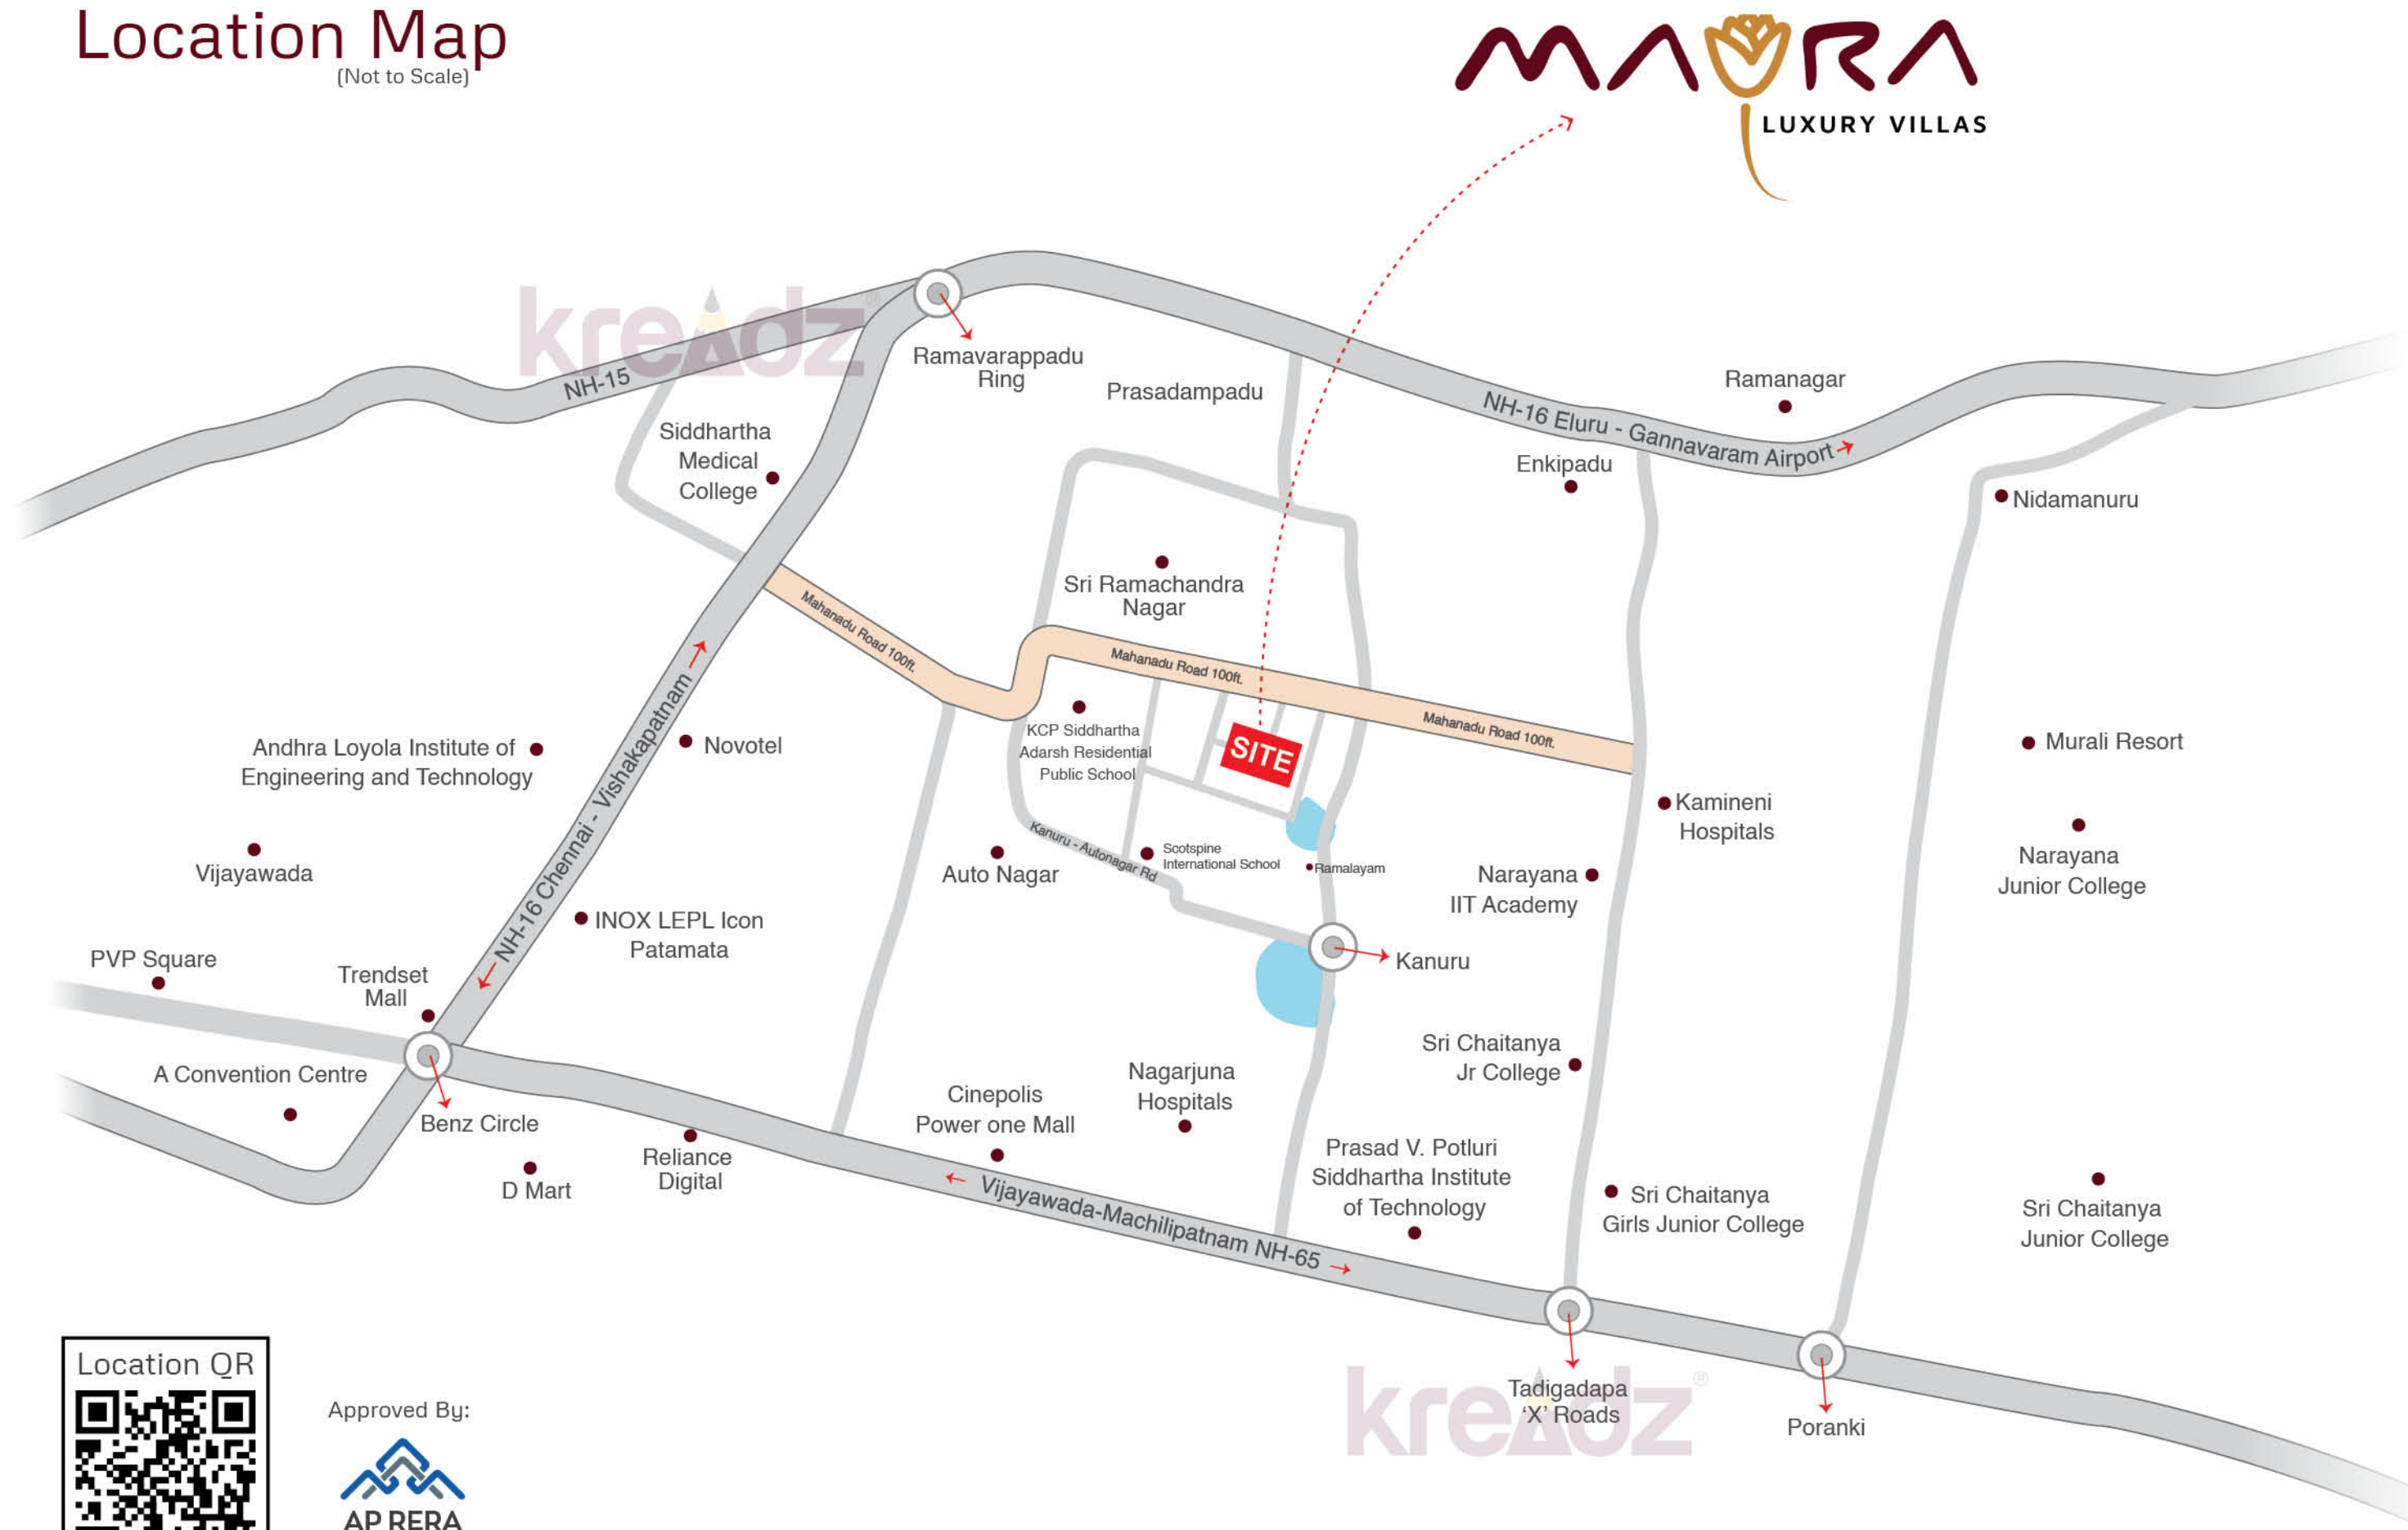 Location Map
(Not to Scale)
MAURA
LUXURY VILLAS
kreadz
®
NH-15
Ramavarappadu
Ring
Prasadampadu
NH-16 Eluru - Gannavaram Airport
Ramanagar
Enkipadu
Nidamanuru
Siddhartha
Medical
College
Sri Ramachandra
Nagar
Mahanadu Road 100ft.
Mahanadu Road 100ft.
Mahanadu Road 100ft.
KCP Siddhartha
Adarsh Residential
Public School
SITE
Andhra Loyola Institute of
Engineering and Technology
Novotel
NH-16 Chennai - Vishakapatnam
Murali Resort
Kamineni
Hospitals
Vijayawada
Auto Nagar
Kanuru - Autonagar Rd
Scotspine
International School
Ramalayam
Narayana
IIT Academy
Narayana
Junior College
INOX LEPL Icon
Patamata
PVP Square
Trendset
Mall
Kanuru
A Convention Centre
Benz Circle
D Mart
Reliance
Digital
Cinepolis
Power one Mall
Nagarjuna
Hospitals
Sri Chaitanya
Jr College
Prasad V. Potluri
Siddhartha Institute
of Technology
Sri Chaitanya
Girls Junior College
Sri Chaitanya
Junior College
Vijayawada-Machilipatnam NH-65
Tadigadapa
‘X’ Roads
Poranki
kreadz
®
Location QR
Approved By:
AP RERA